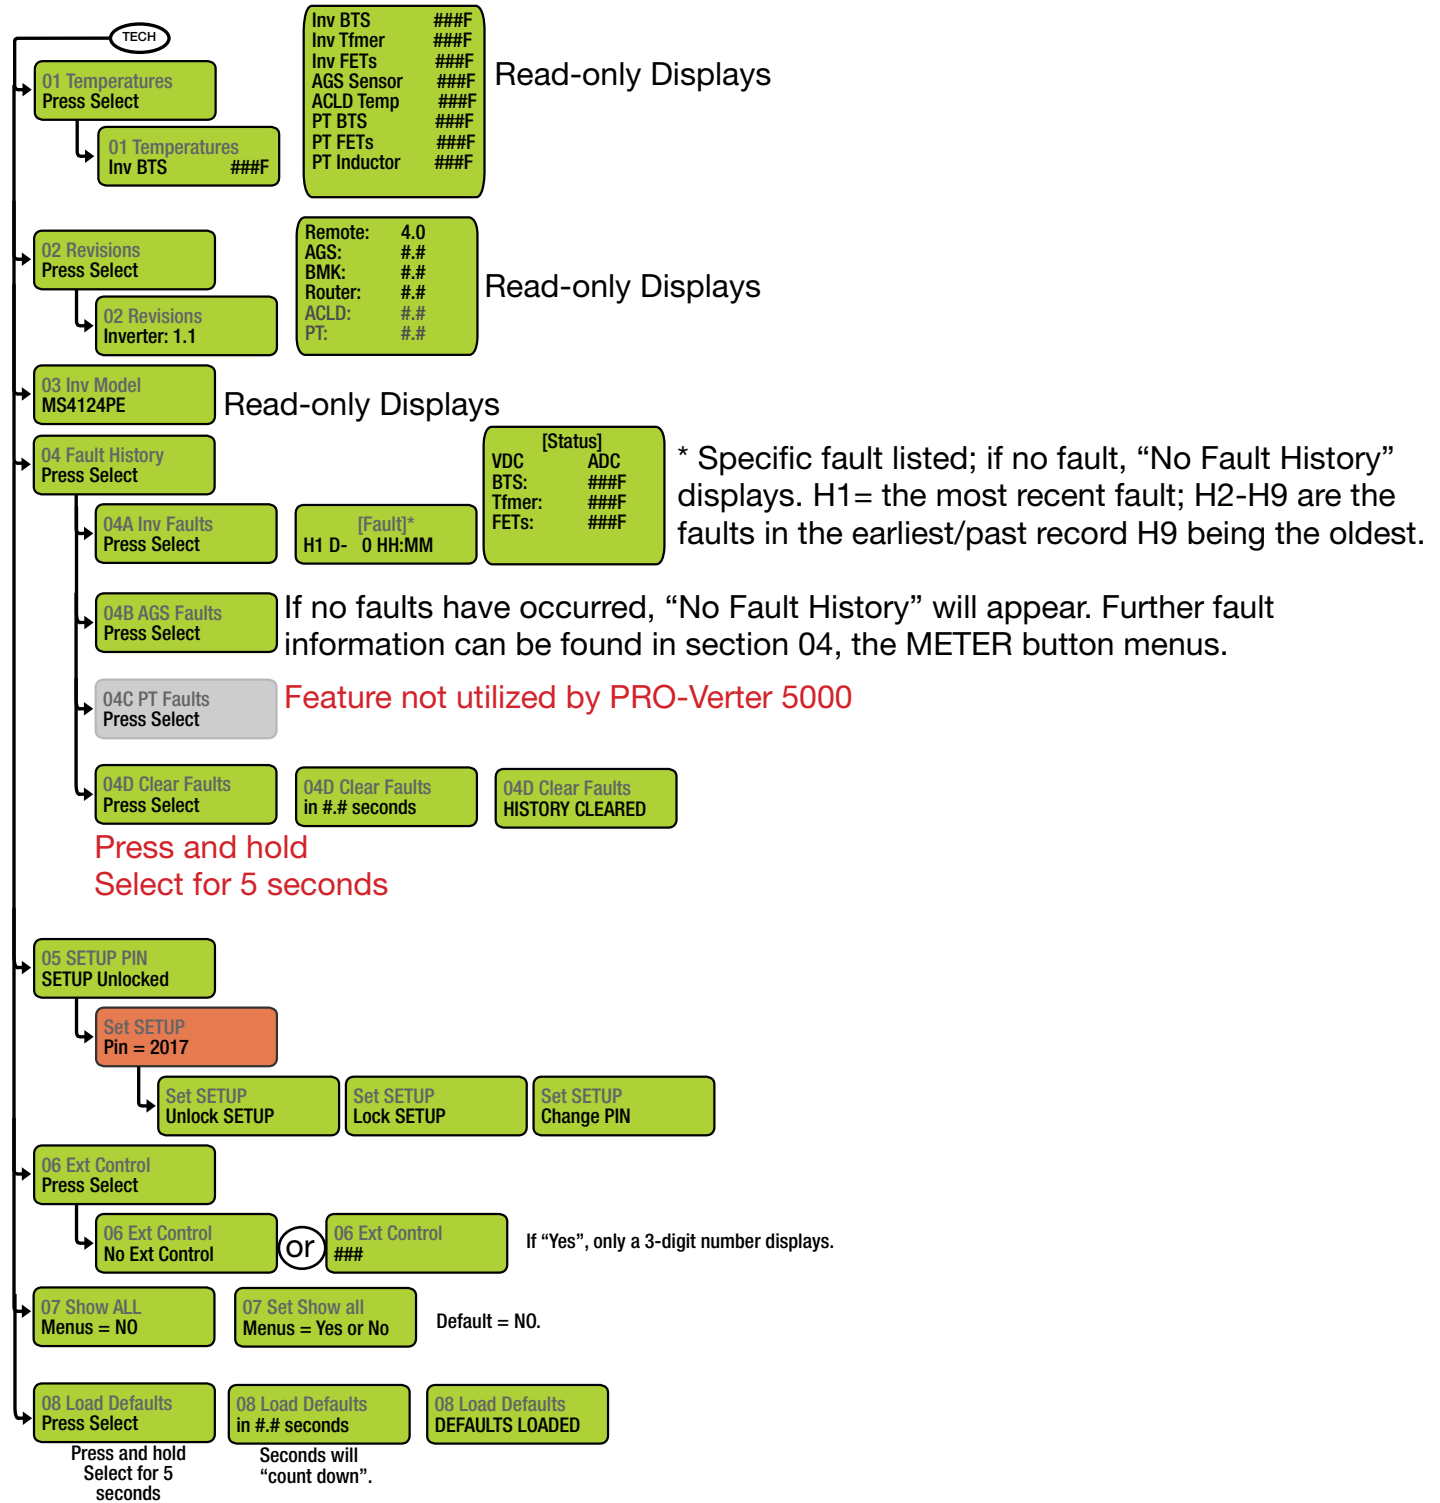 TECH
01 Temperatures
Press Select
01 Temperatures
Inv BTS ###F
Inv BTS ###F
Inv Tfmer ###F
Inv FETs ###F
AGS Sensor ###F
ACLD Temp ###F
PT BTS ###F
PT FETs ###F
PT Inductor ###F
Read-only Displays
02 Revisions
Press Select
02 Revisions
Inverter: 1.1
Remote: 4.0
AGS: #.#
BMK: #.#
Router: #.#
ACLD: #.#
PT: #.#
Read-only Displays
03 Inv Model
MS4124PE
Read-only Displays
04 Fault History
Press Select
04A Inv Faults
Press Select
[Fault]*
H1 D- 0 HH:MM
[Status]
VDC ADC
BTS: ###F
Tfmer: ###F
FETs: ###F
* Specific fault listed; if no fault, “No Fault History”
displays. H1= the most recent fault; H2-H9 are the
faults in the earliest/past record H9 being the oldest.
04B AGS Faults
Press Select
If no faults have occurred, “No Fault History” will appear. Further fault
information can be found in section 04, the METER button menus.
04C PT Faults
Press Select
Feature not utilized by PRO-Verter 5000
04D Clear Faults
Press Select
04D Clear Faults
in #.# seconds
04D Clear Faults
HISTORY CLEARED
Press and hold
Select for 5 seconds
05 SETUP PIN
SETUP Unlocked
Set SETUP
Pin = 2017
Set SETUP
Unlock SETUP
Set SETUP
Lock SETUP
Set SETUP
Change PIN
06 Ext Control
Press Select
06 Ext Control
No Ext Control
or
06 Ext Control
###
If “Yes”, only a 3-digit number displays.
07 Show ALL
Menus = NO
07 Set Show all
Menus = Yes or No
Default = NO.
08 Load Defaults
Press Select
08 Load Defaults
in #.# seconds
08 Load Defaults
DEFAULTS LOADED
Press and hold
Select for 5
seconds
Seconds will
“count down”.